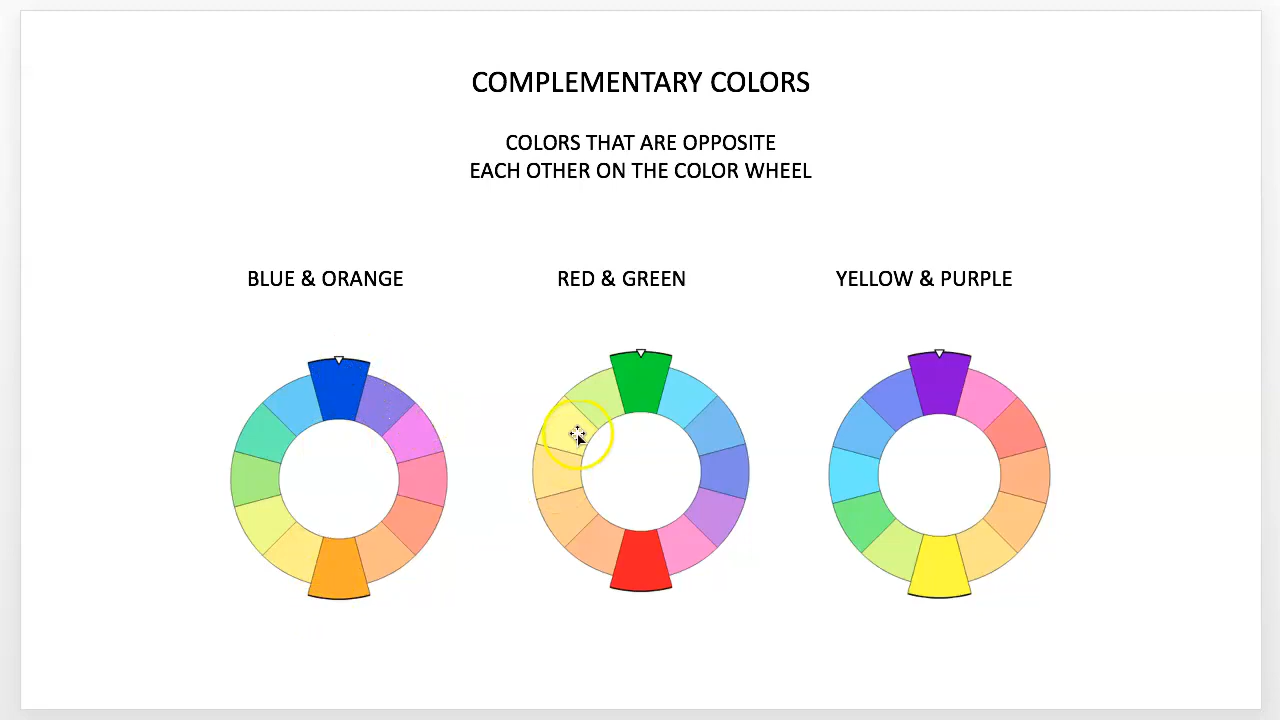 COMPLEMENTARY COLORS
COLORS THAT ARE OPPOSITE
EACH OTHER ON THE COLOR WHEEL
BLUE & ORANGE
RED & GREEN
YELLOW & PURPLE